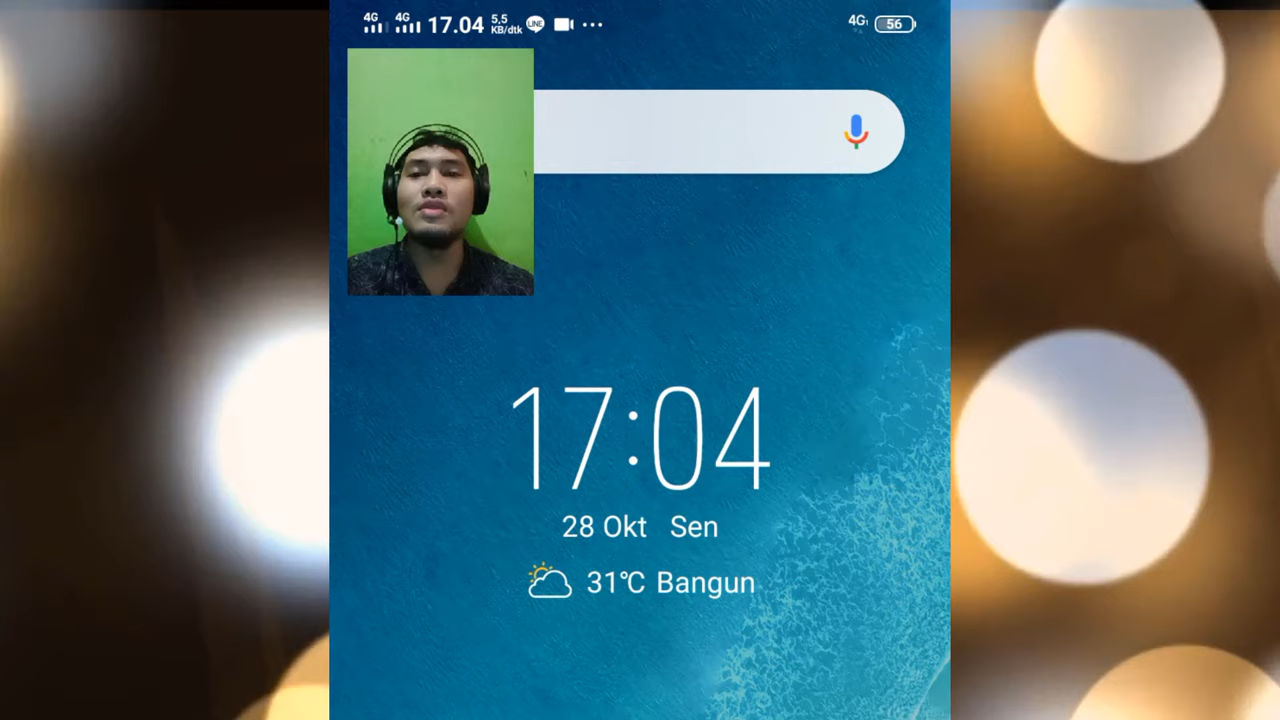 4G 4G 17.04 5,5 KB/dtk LINE 4G 56
17:04
28 Okt Sen
31℃ Bangun